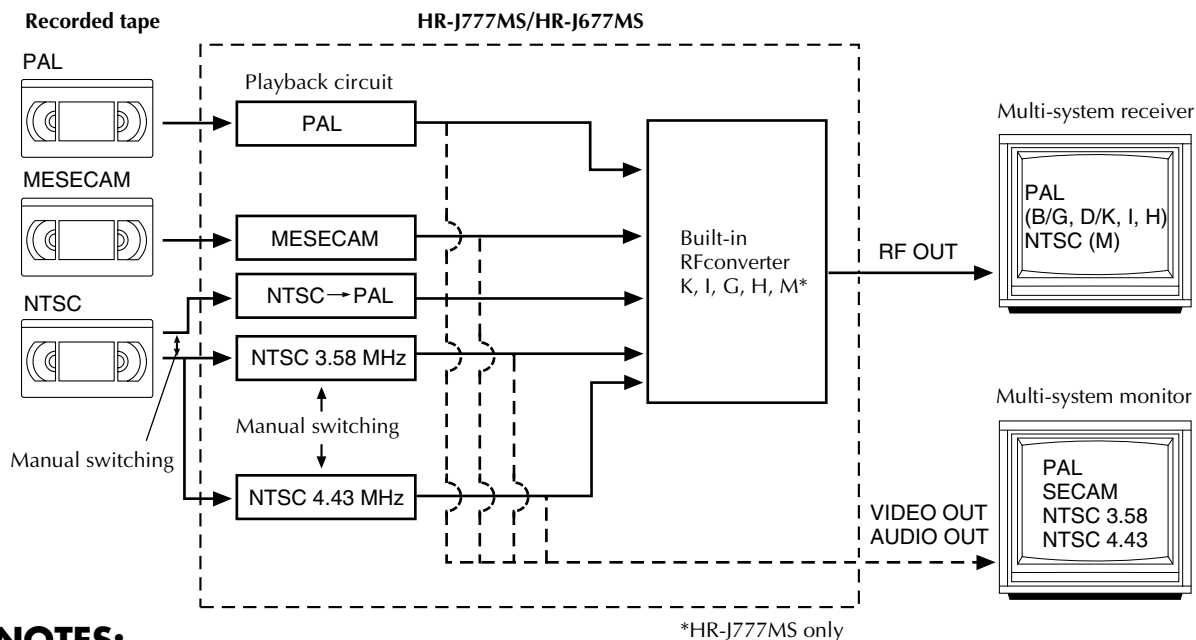 Recorded tape
HR-J777MS/HR-J677MS
PAL
Playback circuit
PAL
Multi-system receiver
MESECAM
PAL
(B/G, D/K, I, H)
NTSC (M)
MESECAM
Built-in
RFconverter
K, I, G, H, M*
RF OUT
NTSC
NTSC→PAL
NTSC 3.58 MHz
Manual switching
Manual switching
Multi-system monitor
NTSC 4.43 MHz
PAL
SECAM
NTSC 3.58
NTSC 4.43
VIDEO OUT
AUDIO OUT
*HR-J777MS only
NOTES: